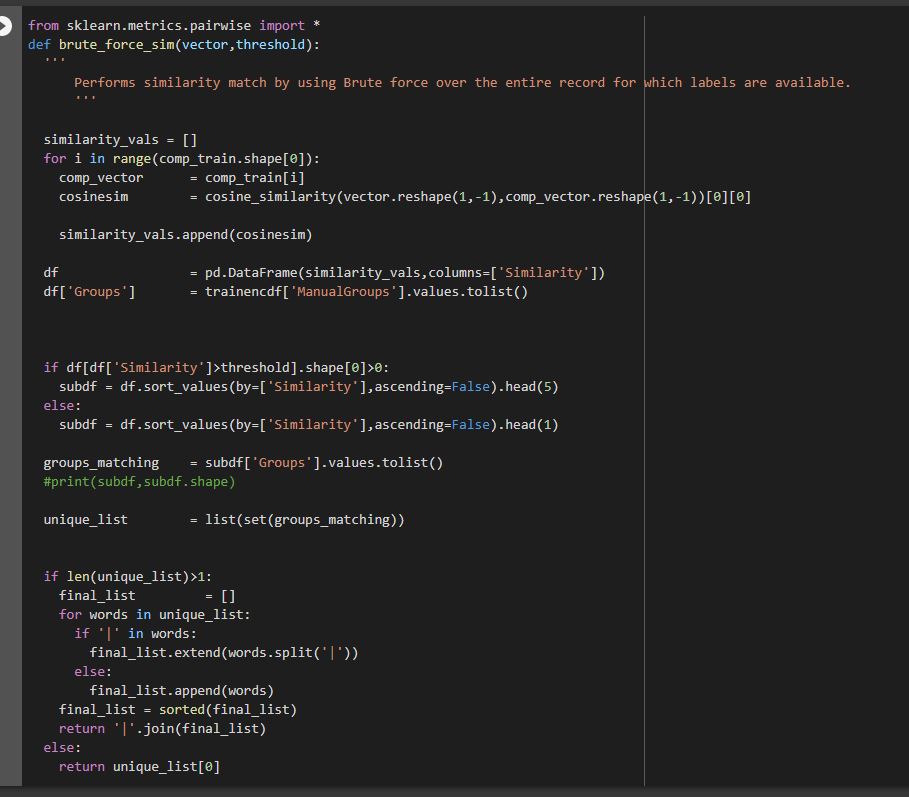 from sklearn.metrics.pairwise import *
def brute_force_sim(vector,threshold):
  '''
      Performs similarity match by using Brute force over the entire record for which labels are available.
      '''
  similarity_vals = []
  for i in range(comp_train.shape[0]):
    comp_vector      = comp_train[i]
    cosinesim        = cosine_similarity(vector.reshape(1,-1),comp_vector.reshape(1,-1))[0][0]
    similarity_vals.append(cosinesim)
  df                 = pd.DataFrame(similarity_vals,columns=['Similarity'])
  df['Groups']       = trainencdf['ManualGroups'].values.tolist()
  if df[df['Similarity']>threshold].shape[0]>0:
    subdf = df.sort_values(by=['Similarity'],ascending=False).head(5)
  else:
    subdf = df.sort_values(by=['Similarity'],ascending=False).head(1)
  groups_matching    = subdf['Groups'].values.tolist()
  #print(subdf,subdf.shape)
  unique_list        = list(set(groups_matching))
  if len(unique_list)>1:
    final_list         = []
    for words in unique_list:
      if '|' in words:
        final_list.extend(words.split('|'))
      else:
        final_list.append(words)
    final_list = sorted(final_list)
    return '|'.join(final_list)
  else:
    return unique_list[0]